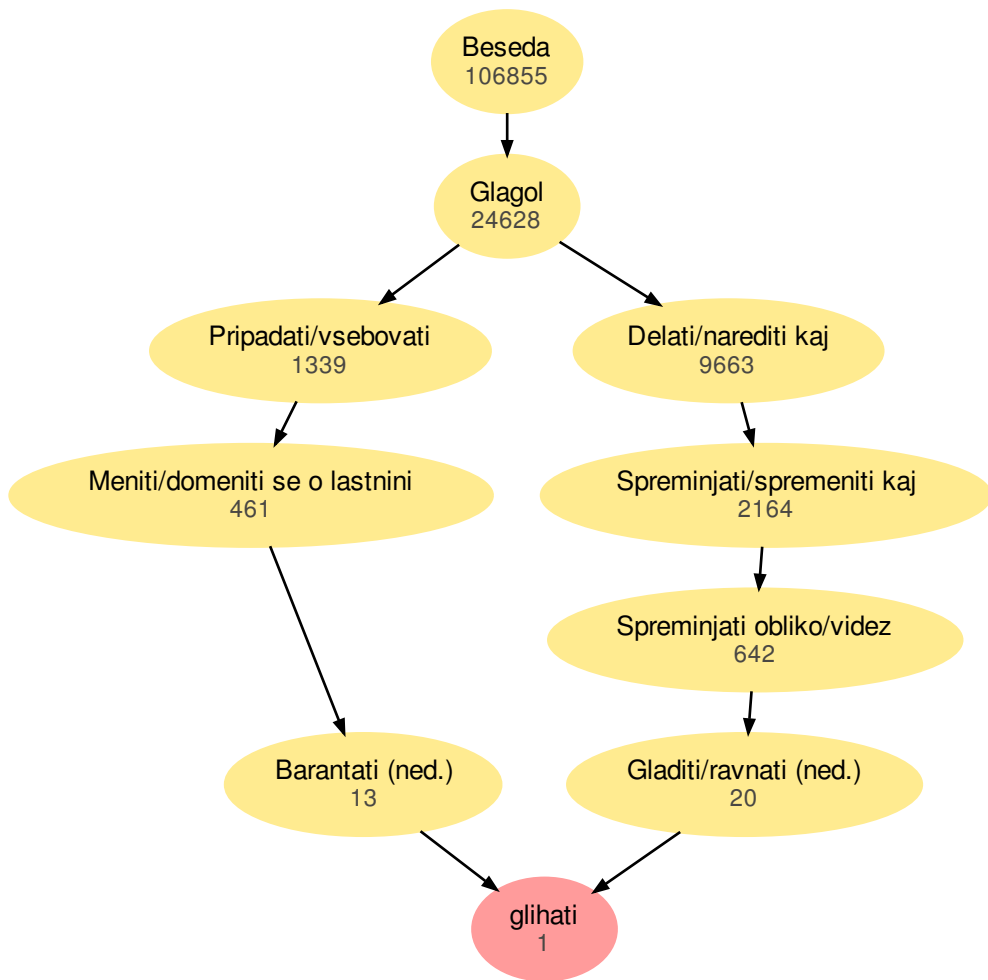 Beseda
106855
Glagol
24628
Pripadati/vsebovati
1339
Delati/narediti kaj
9663
Meniti/domeniti se o lastnini
461
Spreminjati/spremeniti kaj
2164
Spreminjati obliko/videz
642
Barantati (ned.)
13
Gladiti/ravnati (ned.)
20
glihati
1